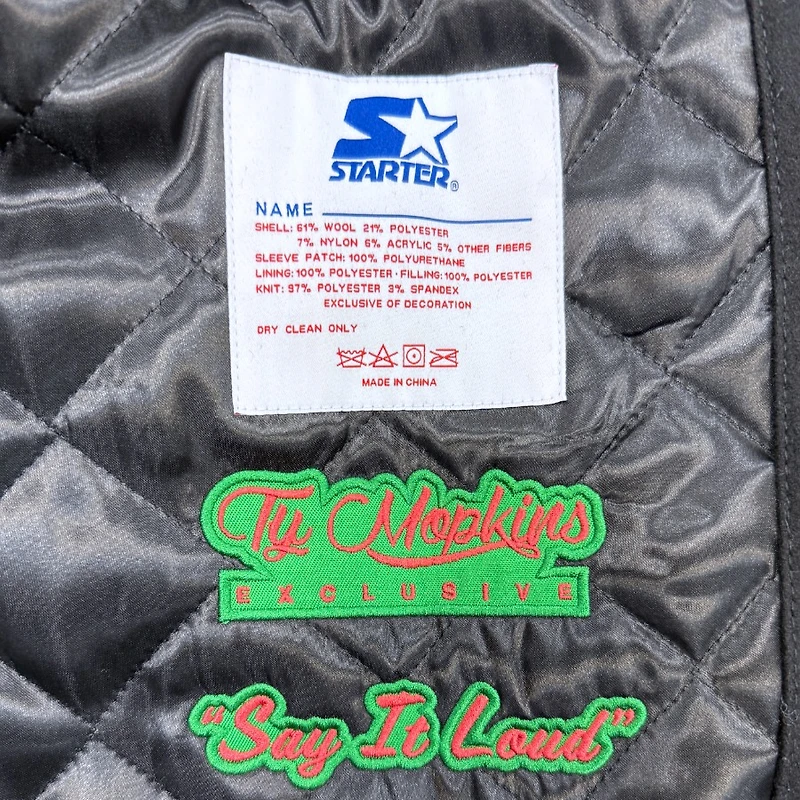 STARTER®
NAME
SHELL: 61% WOOL 21% POLYESTER
7% NYLON 6% ACRYLIC 5% OTHER FIBERS
SLEEVE PATCH: 100% POLYURETHANE
LINING: 100% POLYESTER · FILLING: 100% POLYESTER
KNIT: 97% POLYESTER 3% SPANDEX
EXCLUSIVE OF DECORATION
DRY CLEAN ONLY
MADE IN CHINA
Ty Mopkins
EXCLUSIVE
“Say It Loud”